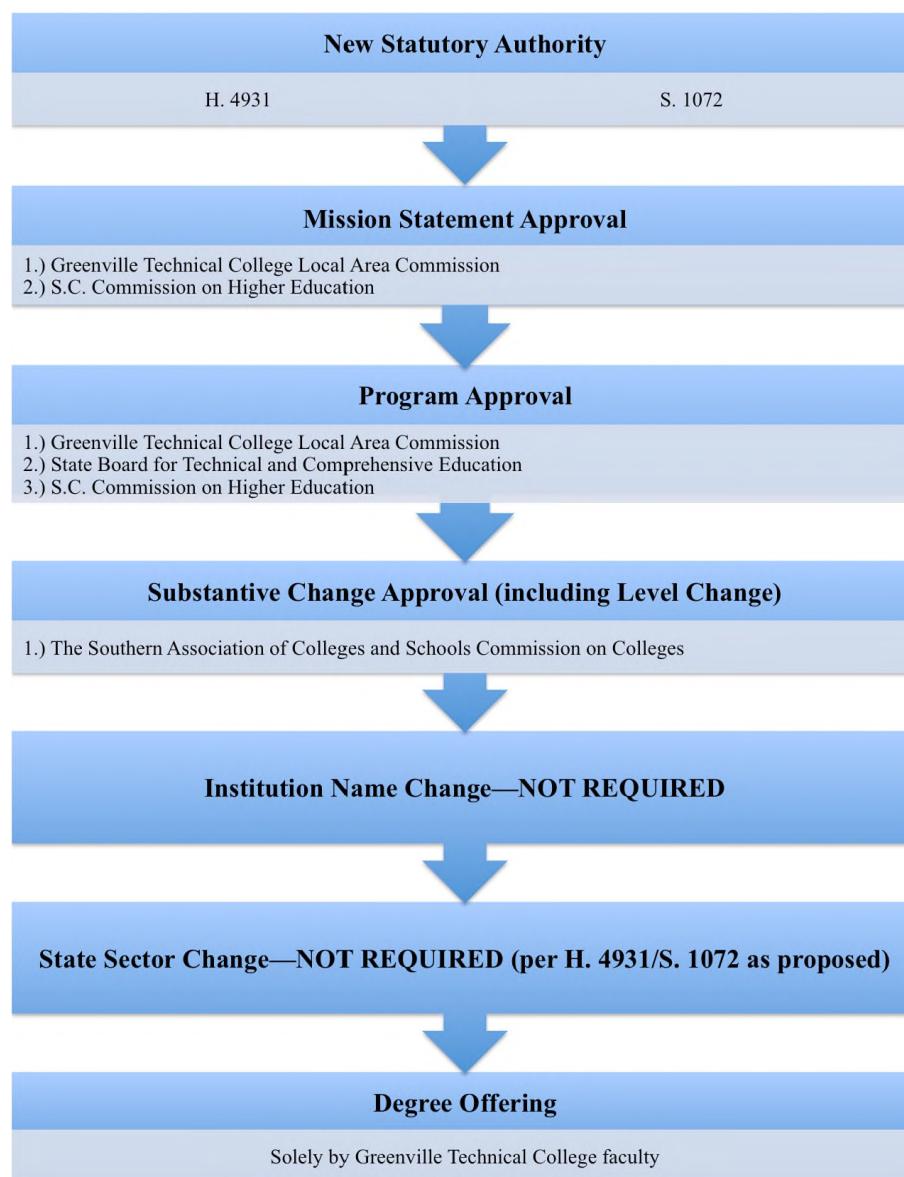 New Statutory Authority
H. 4931 S. 1072
Mission Statement Approval
1.) Greenville Technical College Local Area Commission
2.) S.C. Commission on Higher Education
Program Approval
1.) Greenville Technical College Local Area Commission
2.) State Board for Technical and Comprehensive Education
3.) S.C. Commission on Higher Education
Substantive Change Approval (including Level Change)
1.) The Southern Association of Colleges and Schools Commission on Colleges
Institution Name Change—NOT REQUIRED
State Sector Change—NOT REQUIRED (per H. 4931/S. 1072 as proposed)
Degree Offering
Solely by Greenville Technical College faculty